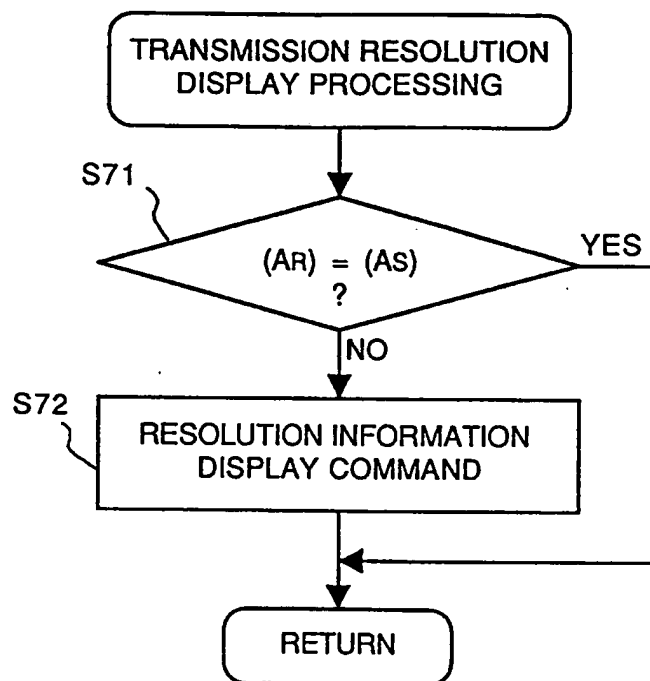 TRANSMISSION RESOLUTION
DISPLAY PROCESSING
S71
(AR) = (AS)
?
YES
NO
S72
RESOLUTION INFORMATION
DISPLAY COMMAND
RETURN